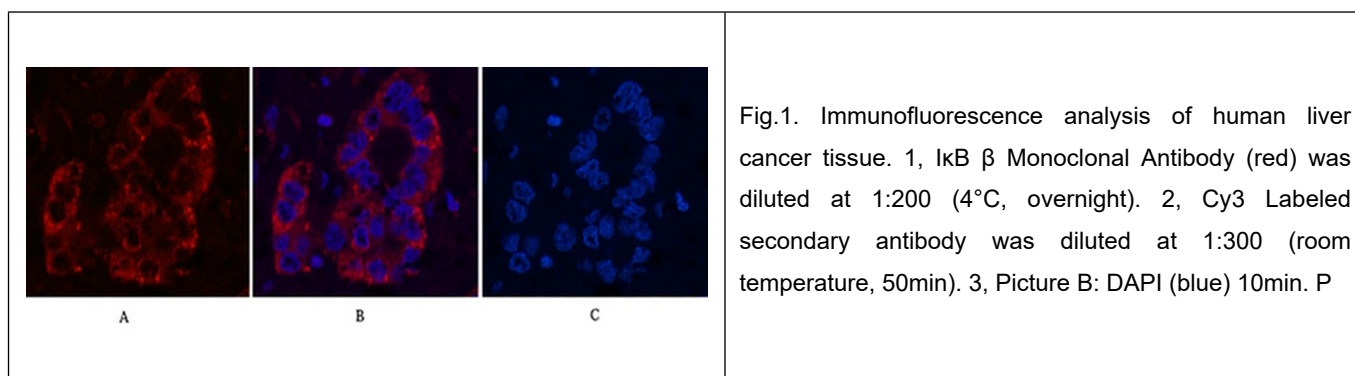 A
B
C
Fig.1. Immunofluorescence analysis of human liver
cancer tissue. 1, IκB β Monoclonal Antibody (red) was
diluted at 1:200 (4°C, overnight). 2, Cy3 Labeled
secondary antibody was diluted at 1:300 (room
temperature, 50min). 3, Picture B: DAPI (blue) 10min. P